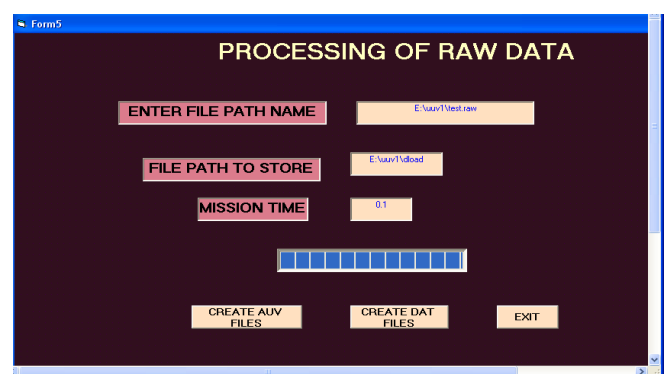 Form5
PROCESSING OF RAW DATA
ENTER FILE PATH NAME
E:\uuv1\test.raw
FILE PATH TO STORE
E:\uuv1\dload
MISSION TIME
0.1
CREATE AUV
FILES
CREATE DAT
FILES
EXIT